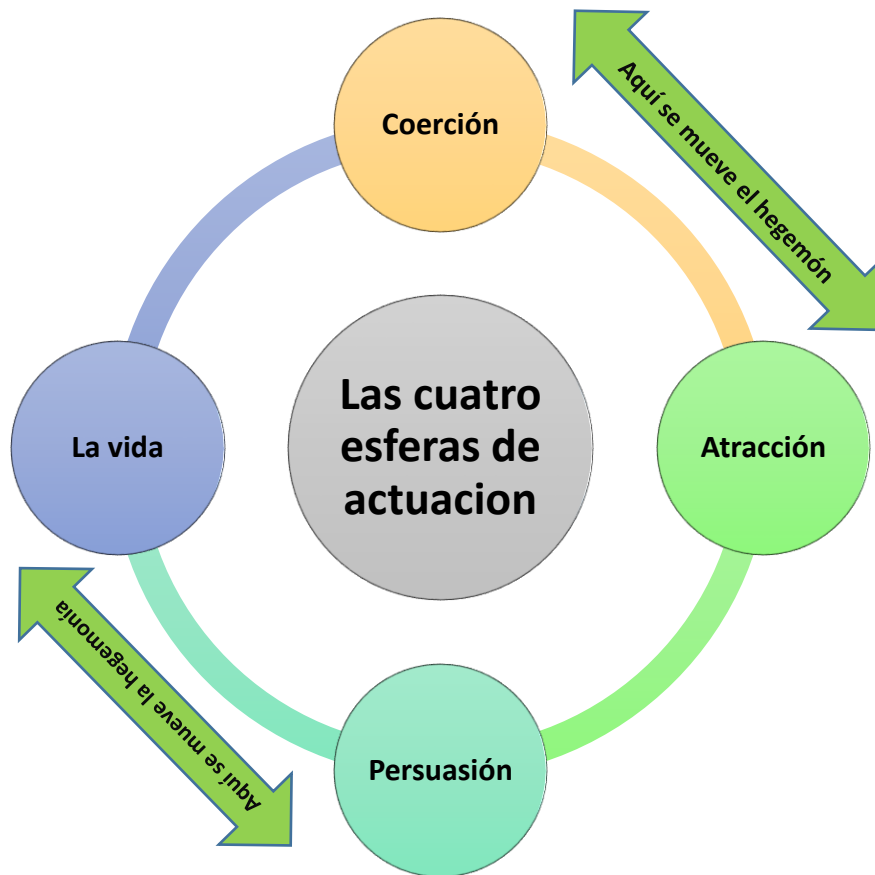 Coerción
Aquí se mueve el hegemón
La vida
Las cuatro
esferas de
actuacion
Atracción
Aquí se mueve la hegemonía
Persuasión